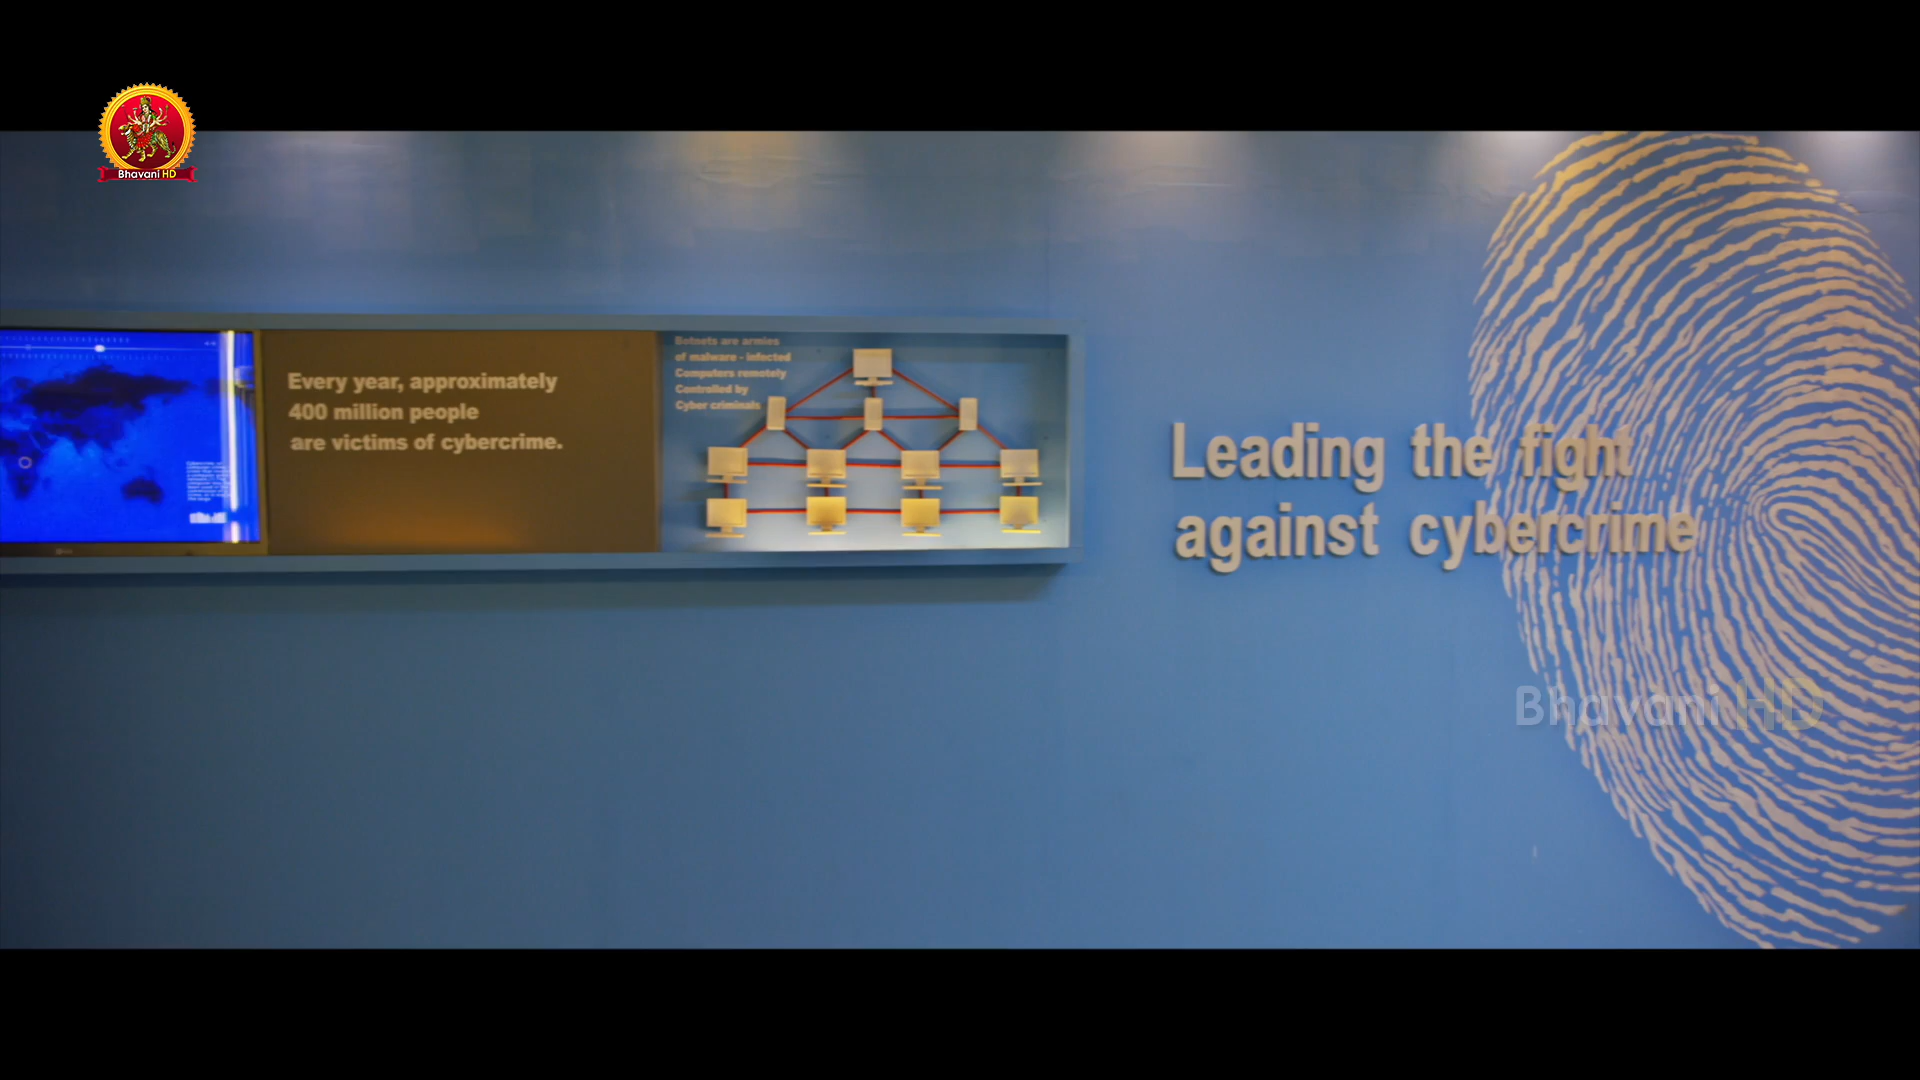 Bhavani HD
Every year, approximately
400 million people
are victims of cybercrime.
Botnets are armies
of malware - infected
Computers remotely
Controlled by
Cyber criminals
Leading the fight
against cybercrime
Bhavani HD